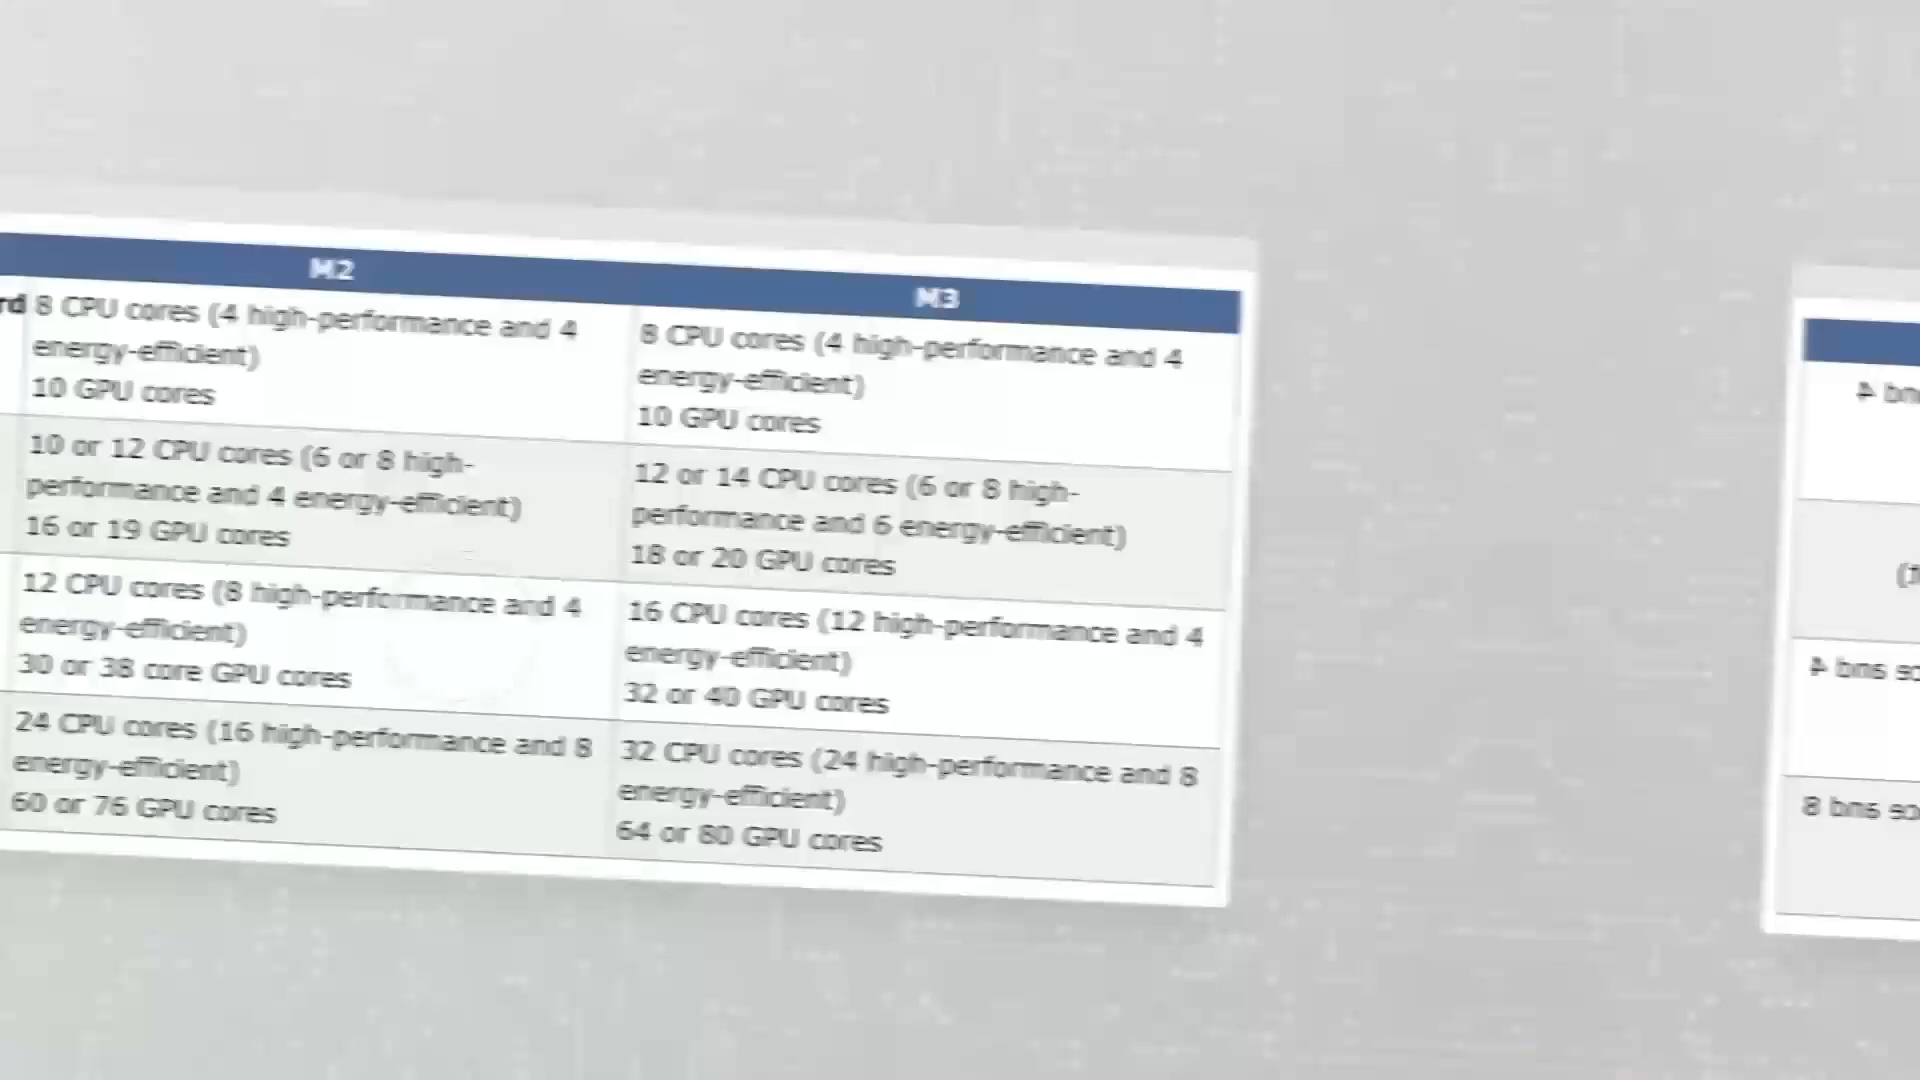 M2
M3
rd 8 CPU cores (4 high-performance and 4
energy-efficient)
10 GPU cores
8 CPU cores (4 high-performance and 4
energy-efficient)
10 GPU cores
10 or 12 CPU cores (6 or 8 high-
performance and 4 energy-efficient)
16 or 19 GPU cores
12 or 14 CPU cores (6 or 8 high-
performance and 6 energy-efficient)
18 or 20 GPU cores
12 CPU cores (8 high-performance and 4
energy-efficient)
30 or 38 core GPU cores
16 CPU cores (12 high-performance and 4
energy-efficient)
32 or 40 GPU cores
24 CPU cores (16 high-performance and 8
energy-efficient)
60 or 76 GPU cores
32 CPU cores (24 high-performance and 8
energy-efficient)
64 or 80 GPU cores